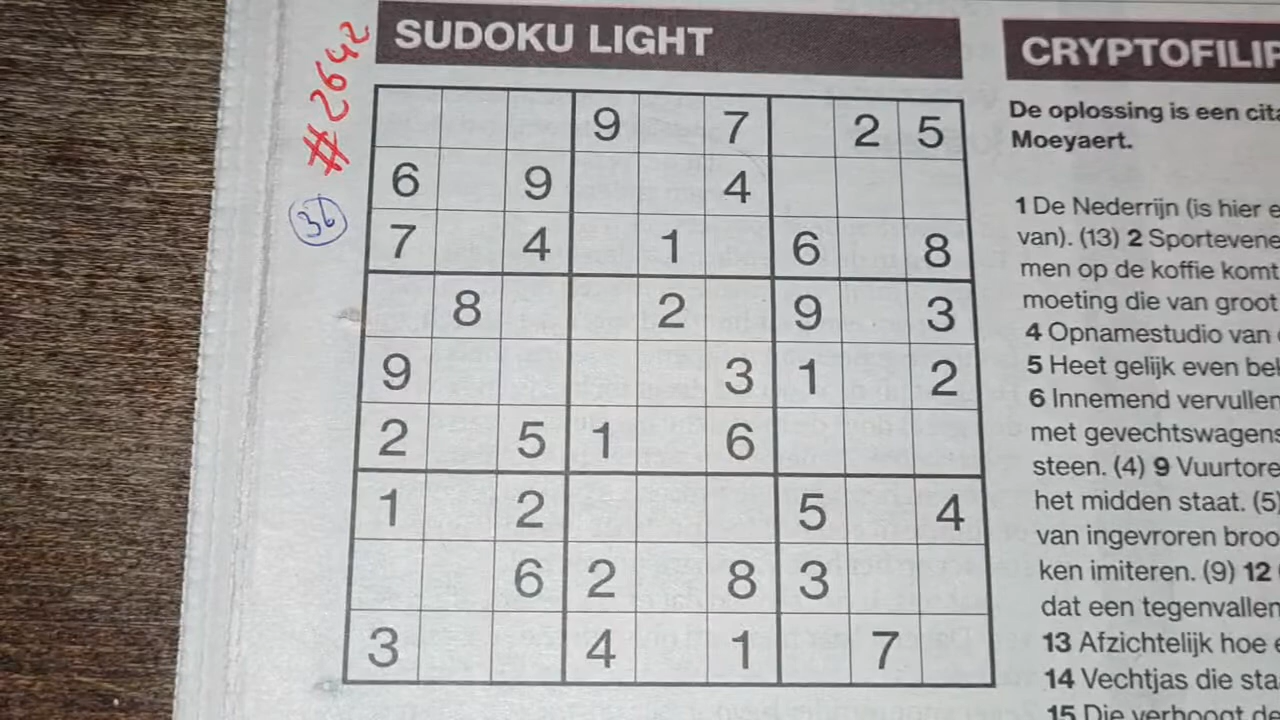 SUDOKU LIGHT
#2642
36
9 7 2 5
6 9 4
7 4 1 6 8
8 2 9 3
9 3 1 2
2 5 1 6
1 2 5 4
6 2 8 3
3 4 1 7
CRYPTOFILIP
De oplossing is een cita
Moeyaert.
1 De Nederrijn (is hier e
van). (13) 2 Sportevene
men op de koffie komt
moeting die van groot
4 Opnamestudio van
5 Heet gelijk even bel
6 Innemend vervullen
met gevechtswagens
steen. (4) 9 Vuurtore
het midden staat. (5)
van ingevroren broo
ken imiteren. (9) 12
dat een tegenvallen
13 Afzichtelijk hoe e
14 Vechtjas die sta
15 Die verhoogt de